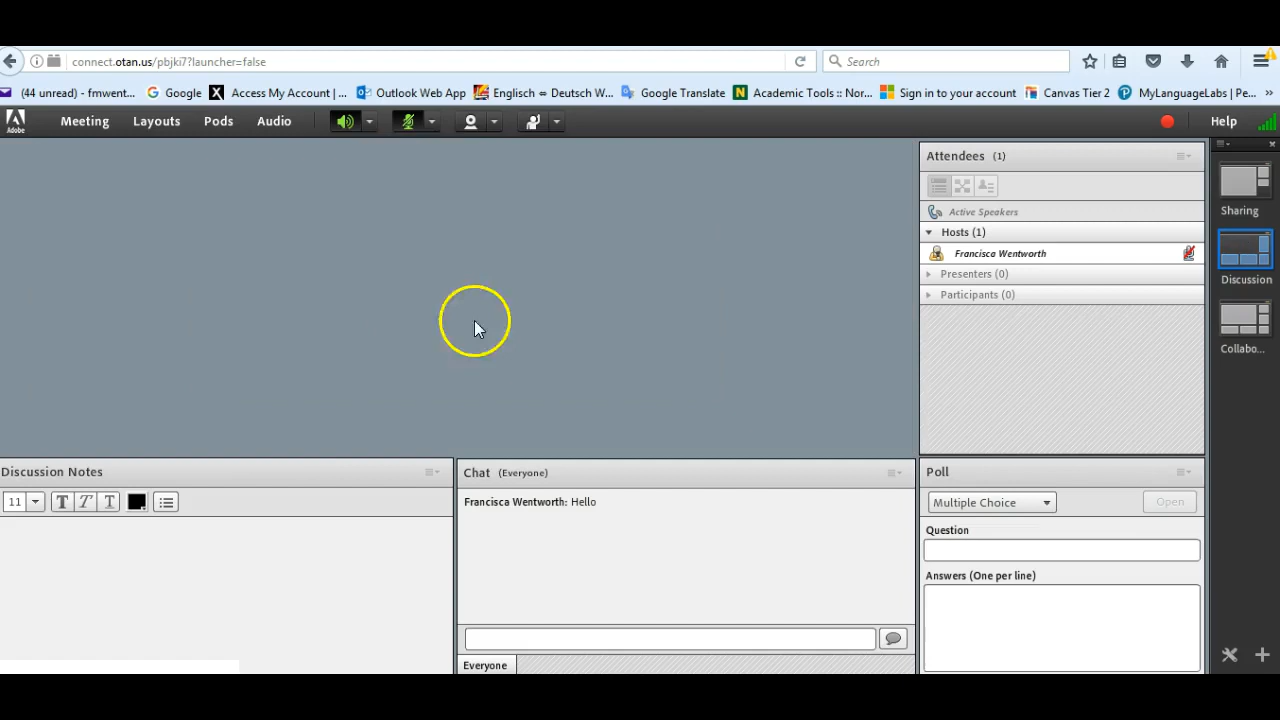 connect.otan.us/pbjki7?launcher=false
Search
(44 unread) - fmwent...
Google
Access My Account | ...
Outlook Web App
Englisch ⇔ Deutsch W...
Google Translate
Academic Tools :: Nor...
Sign in to your account
Canvas Tier 2
MyLanguageLabs | Pe...
Adobe
Meeting
Layouts
Pods
Audio
Help
Attendees (1)
Active Speakers
Hosts (1)
Francisca Wentworth
Presenters (0)
Participants (0)
Sharing
Discussion
Collabo...
Discussion Notes
11
T T T
Chat (Everyone)
Francisca Wentworth: Hello
Everyone
Poll
Multiple Choice
Open
Question
Answers (One per line)